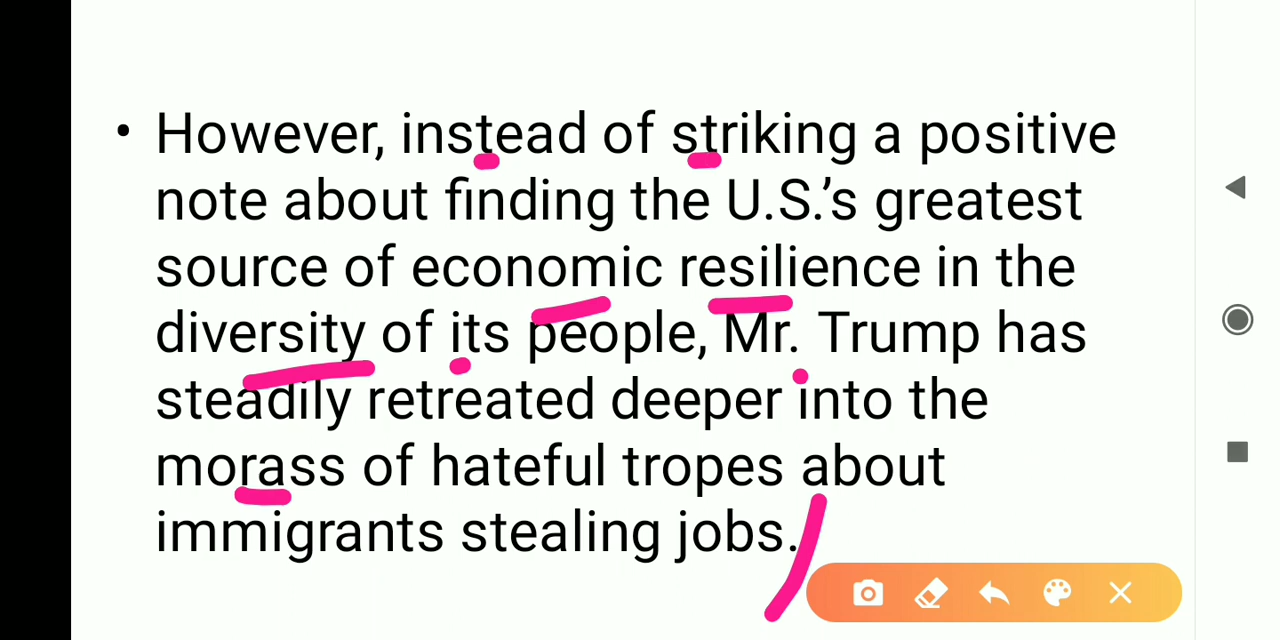 • However, instead of striking a positive
note about finding the U.S.’s greatest
source of economic resilience in the
diversity of its people, Mr. Trump has
steadily retreated deeper into the
morass of hateful tropes about
immigrants stealing jobs.